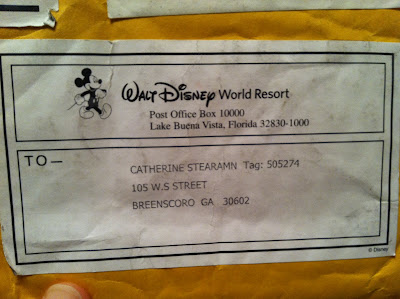 WALT DISNEY World Resort
Post Office Box 10000
Lake Buena Vista, Florida 32830-1000
TO—
CATHERINE STEARAMN Tag: 505274
105 W.S STREET
BREENSCORO GA 30602
© Disney